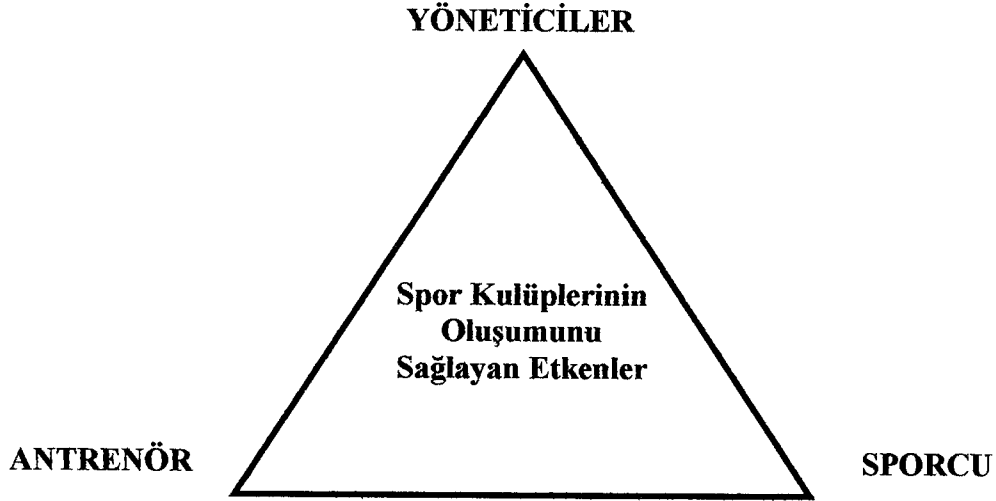 YÖNETİCİLER
Spor Kulüplerinin
Oluşumunu
Sağlayan Etkenler
ANTRENÖR
SPORCU